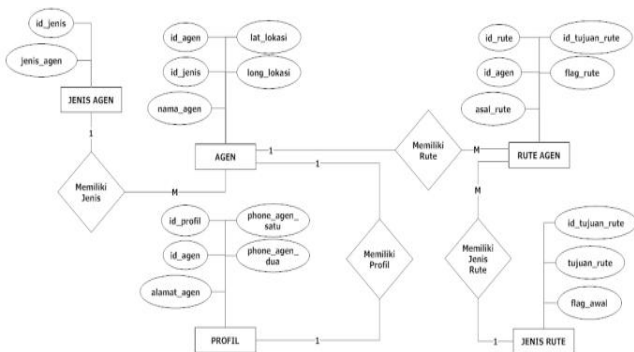 id_jenis
jenis_agen
JENIS AGEN
1
Memiliki
Jenis
M
id_agen
lat_lokasi
id_jenis
long_lokasi
nama_agen
AGEN
1
1
Memiliki
Rute
M
id_rute
id_tujuan_rute
id_agen
flag_rute
asal_rute
RUTE AGEN
M
id_profil
phone_agen_
satu
id_agen
phone_agen_
dua
alamat_agen
PROFIL
1
Memiliki
Profil
Memiliki
Jenis
Rute
1
id_tujuan_rute
tujuan_rute
flag_awal
JENIS RUTE